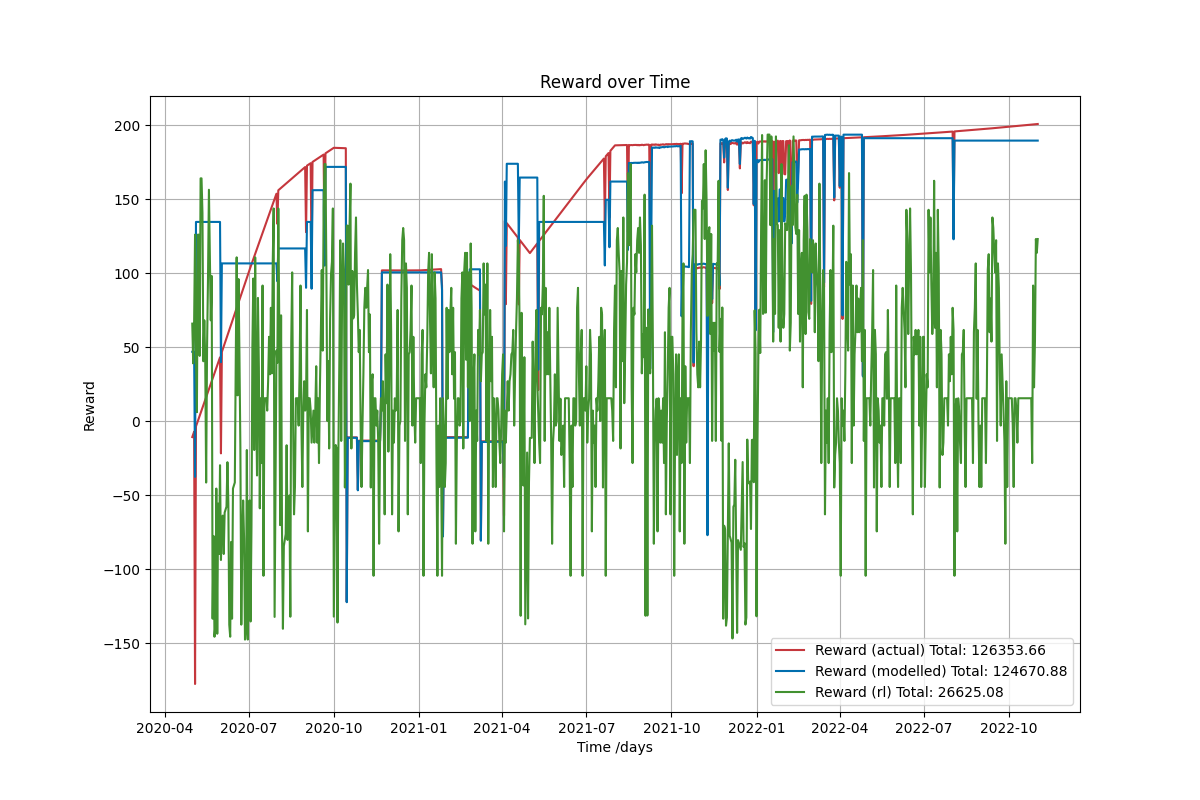 Reward over Time
200
150
100
50
0
−50
−100
−150
Reward
2020-04 2020-07 2020-10 2021-01 2021-04 2021-07 2021-10 2022-01 2022-04 2022-07 2022-10
Time /days
Reward (actual) Total: 126353.66
Reward (modelled) Total: 124670.88
Reward (rl) Total: 26625.08